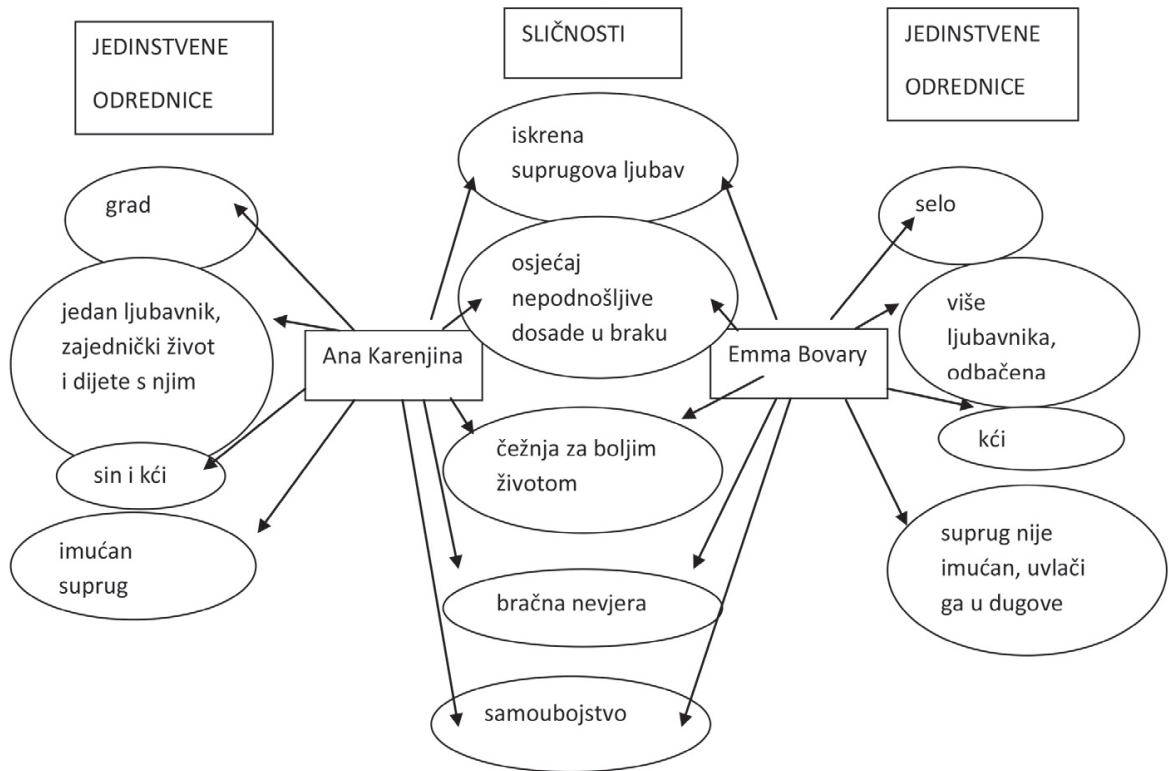 JEDINSTVENE
ODREDNICE
SLIČNOSTI
JEDINSTVENE
ODREDNICE
iskrena
suprugova ljubav
grad
selo
osjećaj
nepodnošljive
dosade u braku
jedan ljubavnik,
zajednički život
i dijete s njim
Ana Karenjina
Emma Bovary
više
ljubavnika,
odbačena
čežnja za boljim
životom
sin i kći
kći
imućan
suprug
suprug nije
imućan, uvlači
ga u dugove
bračna nevjera
samoubojstvo